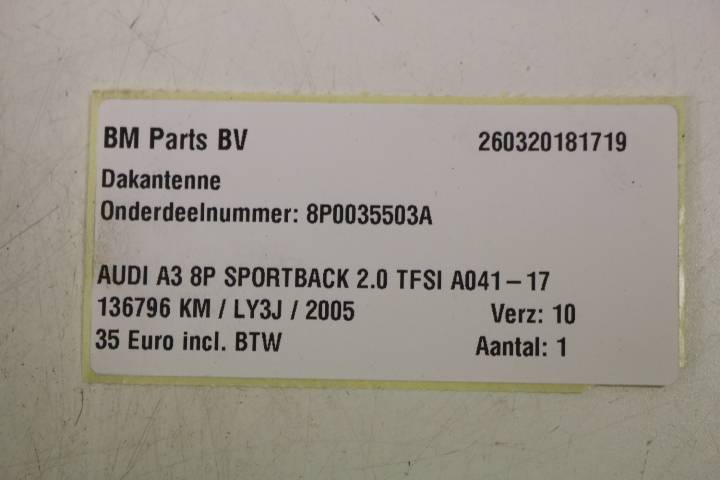 BM Parts BV 260320181719
Dakantenne
Onderdeelnummer: 8P0035503A
AUDI A3 8P SPORTBACK 2.0 TFSI A041-17
136796 KM / LY3J / 2005 Verz: 10
35 Euro incl. BTW Aantal: 1